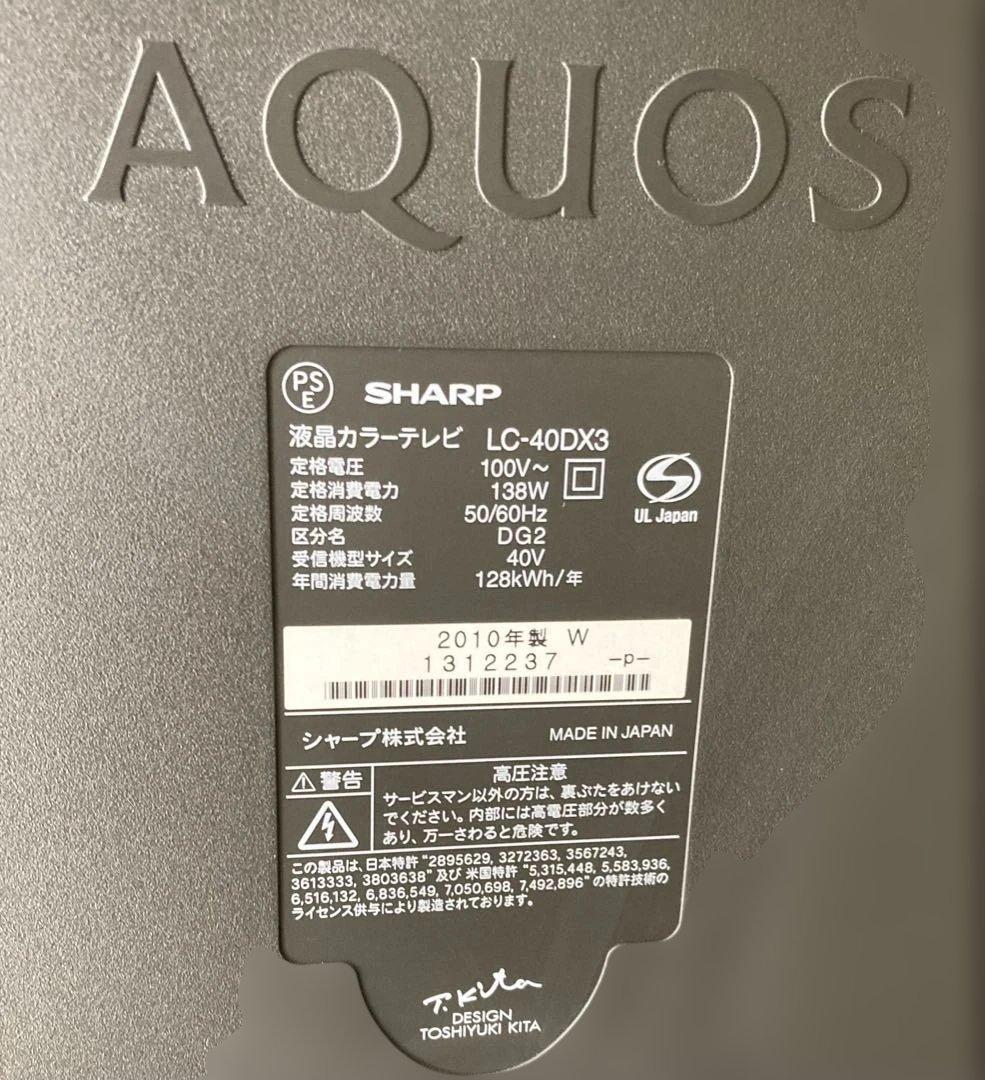 AQUOS
PS
E
SHARP
液晶カラーテレビ LC-40DX3
定格電圧 100V～
定格消費電力 138W
定格周波数 50/60Hz
区分名 DG2
受信機型サイズ 40V
年間消費電力量 128kWh/年
UL Japan
2010年製 W
1312237 -p-
シャープ株式会社 MADE IN JAPAN
警告
高圧注意
サービスマン以外の方は、裏ぶたをあけない
でください。内部には高電圧部分が数多く
あり、万一さわると危険です。
この製品は、日本特許 "2895629, 3272363, 3567243,
3613333, 3803638" 及び 米国特許 "5,315,448, 5,583,936,
6,516,132, 6,836,549, 7,050,698, 7,492,896" の特許技術の
ライセンス供与により製造されております。
T. Kita
DESIGN
TOSHIYUKI KITA